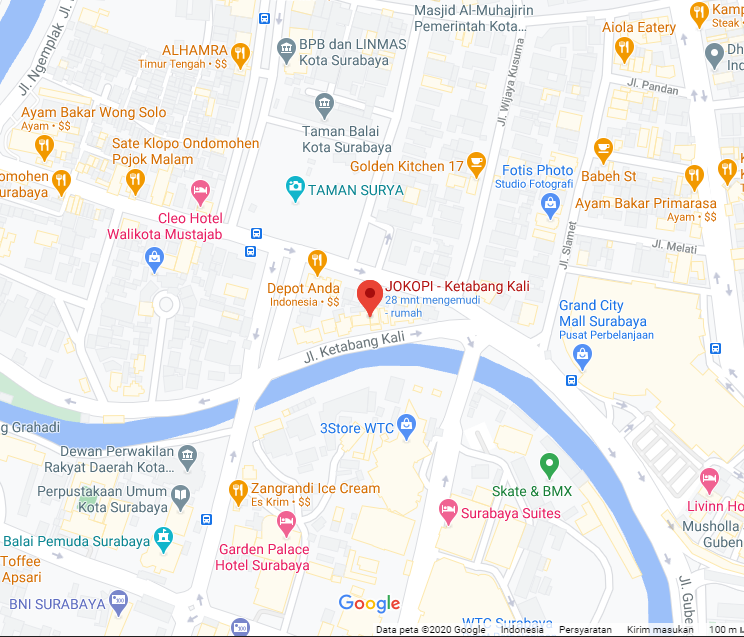 Masjid Al-Muhajirin
Pemerintah Kota...
Kamp
Steak •
Jl. Ngemplak
Jl.
ALHAMRA
Timur Tengah • $$
BPB dan LINMAS
Kota Surabaya
Jl. Wijaya Kusuma
Aiola Eatery
Dh
Ind
Jl. Pandan
Ayam Bakar Wong Solo
Ayam • $$
Taman Balai
Kota Surabaya
Sate Klopo Ondomohen
Pojok Malam
domohen
urabaya
Golden Kitchen 17
Fotis Photo
Studio Fotografi
Babeh St
K
TAMAN SURYA
Cleo Hotel
Walikota Mustajab
Ayam Bakar Primarasa
Ayam • $$
Jl. Slamet
Jl. Melati
Depot Anda
Indonesia • $$
JOKOPI - Ketabang Kali
28 mnt mengemudi
- rumah
Grand City
Mall Surabaya
Pusat Perbelanjaan
Jl. Ketabang Kali
g Grahadi
3Store WTC
Dewan Perwakilan
Rakyat Daerah Kota...
Perpustakaan Umum
Kota Surabaya
Zangrandi Ice Cream
Es Krim • $$
Skate & BMX
Surabaya Suites
Livinn Ho
Musholla
Guben
Balai Pemuda Surabaya
Garden Palace
Hotel Surabaya
Toffee
Apsari
BNI SURABAYA
Google
WTC Surabaya
Jl. Gube
Data peta ©2020 Google Indonesia Persyaratan Kirim masukan 100 m